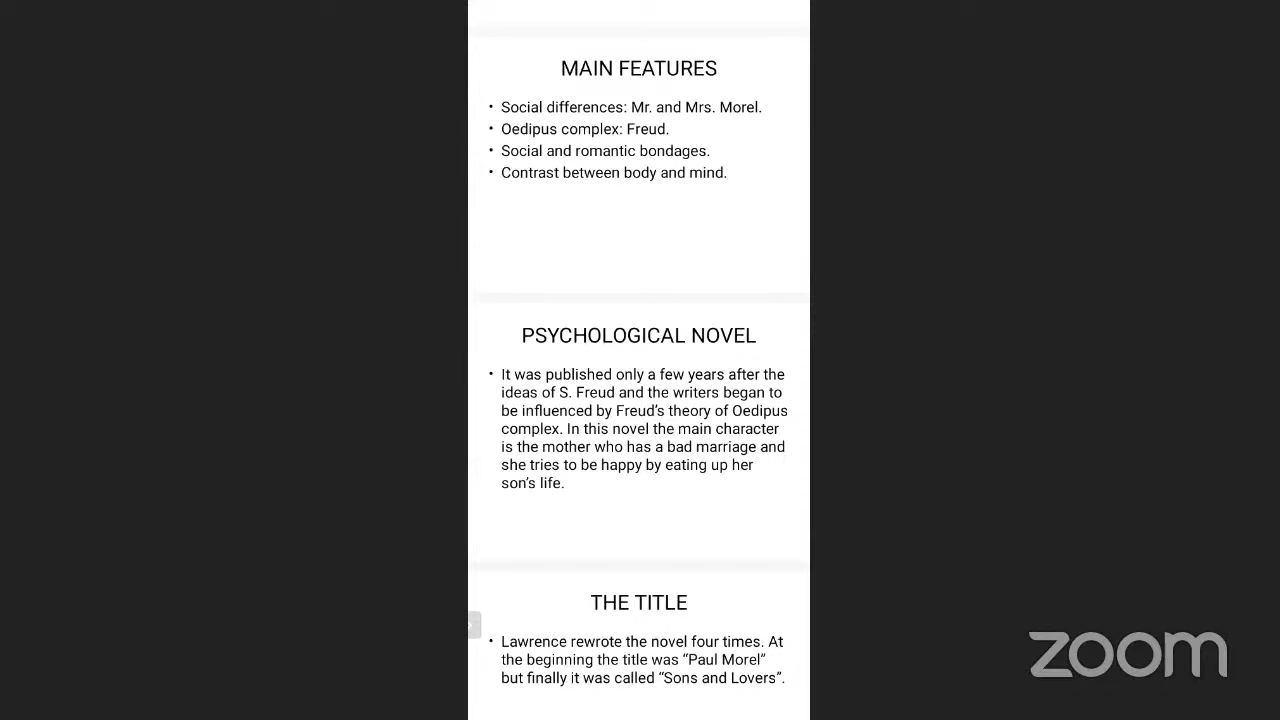 MAIN FEATURES
• Social differences: Mr. and Mrs. Morel.
• Oedipus complex: Freud.
• Social and romantic bondages.
• Contrast between body and mind.
PSYCHOLOGICAL NOVEL
• It was published only a few years after the
ideas of S. Freud and the writers began to
be influenced by Freud's theory of Oedipus
complex. In this novel the main character
is the mother who has a bad marriage and
she tries to be happy by eating up her
son's life.
THE TITLE
• Lawrence rewrote the novel four times. At
the beginning the title was “Paul Morel”
but finally it was called “Sons and Lovers”.
zoom